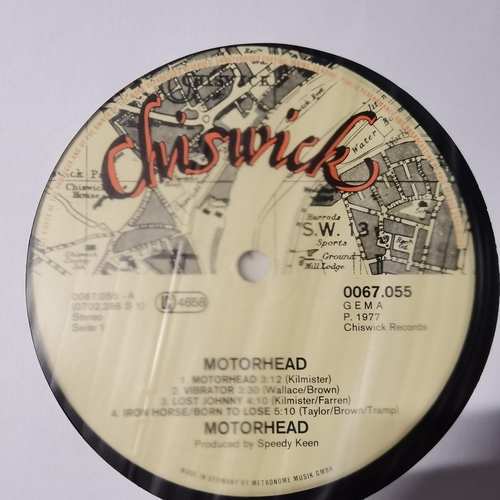 CHISWICK
Chiswick
Water
Chiswick
House
Harrods
S.W. 13
Sports
Ground
Mill Lodge
0067.055-A
Stereo
Seite 1
4658
0067.055
GEMA
P. 1977
Chiswick Records
MOTORHEAD
1. MOTORHEAD 3:12 (Kilmister)
2. VIBRATOR 3:30 (Wallace/Brown)
3. LOST JOHNNY 4:10 (Kilmister/Farren)
4. IRON HORSE/BORN TO LOSE 5:10 (Taylor/Brown/Tramp)
MOTORHEAD
Produced by Speedy Keen
MADE IN GERMANY BY METRONOME MUSIK GMBH